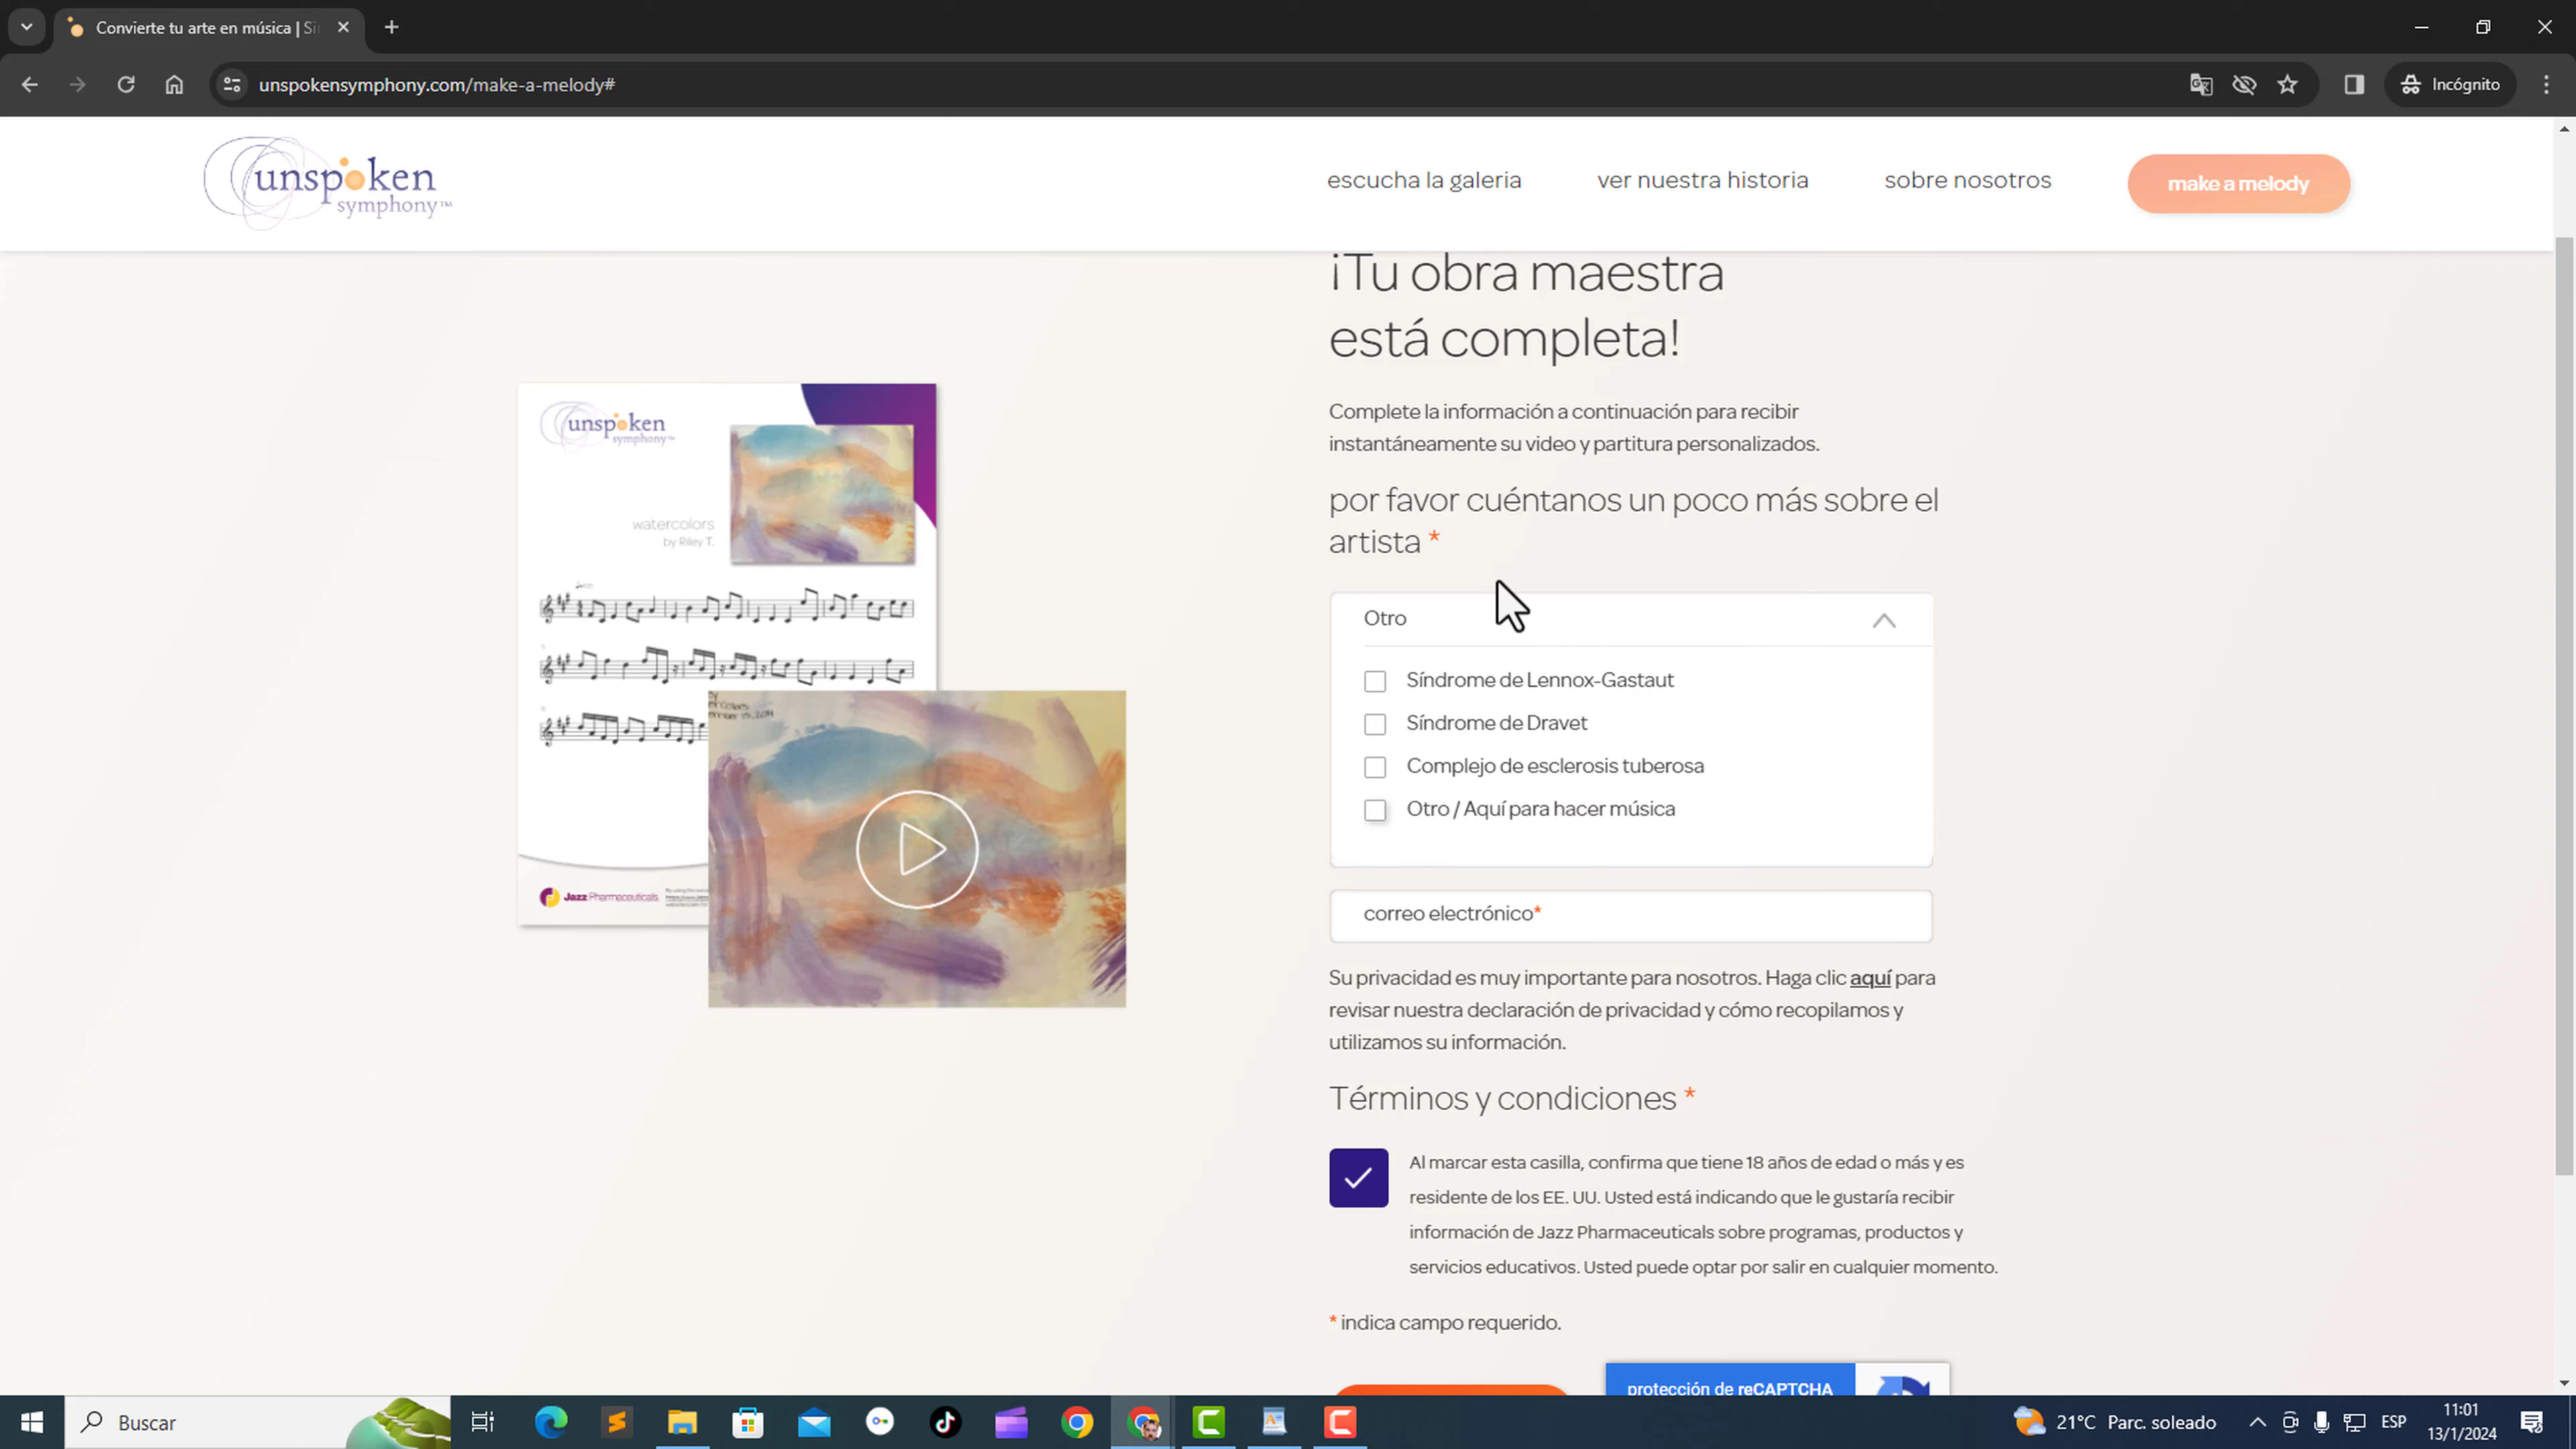 Convierte tu arte en música | Si
unspokensymphony.com/make-a-melody#
Incógnito
unspoken
symphony™
escucha la galeria
ver nuestra historia
sobre nosotros
make a melody
¡Tu obra maestra
está completa!
Complete la información a continuación para recibir
instantáneamente su video y partitura personalizados.
por favor cuéntanos un poco más sobre el
artista *
Otro
Síndrome de Lennox-Gastaut
Síndrome de Dravet
Complejo de esclerosis tuberosa
Otro / Aquí para hacer música
correo electrónico*
Su privacidad es muy importante para nosotros. Haga clic aquí para
revisar nuestra declaración de privacidad y cómo recopilamos y
utilizamos su información.
Términos y condiciones *
Al marcar esta casilla, confirma que tiene 18 años de edad o más y es
residente de los EE. UU. Usted está indicando que le gustaría recibir
información de Jazz Pharmaceuticals sobre programas, productos y
servicios educativos. Usted puede optar por salir en cualquier momento.
* indica campo requerido.
protección de reCAPTCHA
unspoken
symphony™
watercolors
by Riley T.
Jazz Pharmaceuticals
Buscar
21°C Parc. soleado
ESP
11:01
13/1/2024